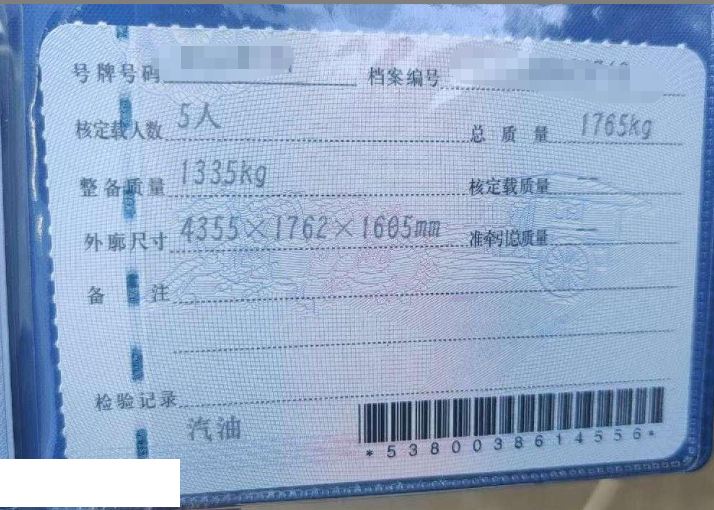 号牌号码 档案编号
核定载人数 5人 总质量 1765kg
整备质量 1335kg 核定载质量 --
外廓尺寸 4355×1762×1605mm 准牵引总质量 --
备注
检验记录
汽油
*5380038614556*